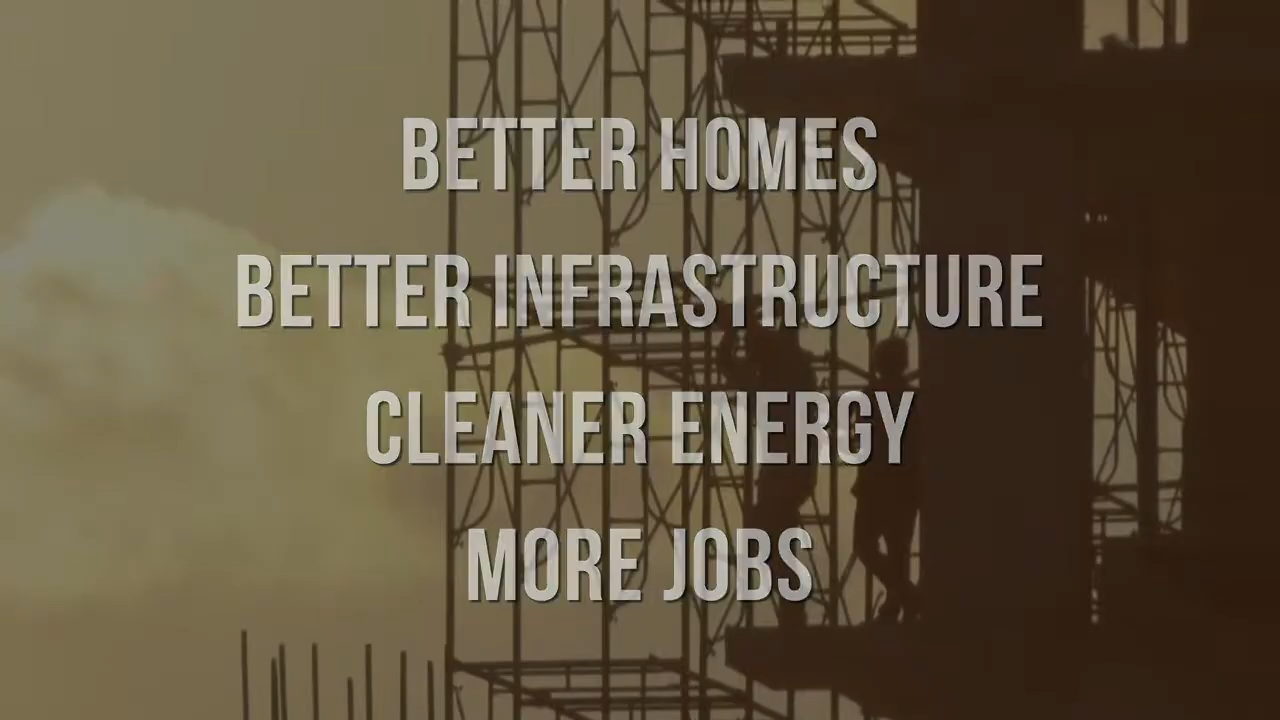 BETTER HOMES
BETTER INFRASTRUCTURE
CLEANER ENERGY
MORE JOBS